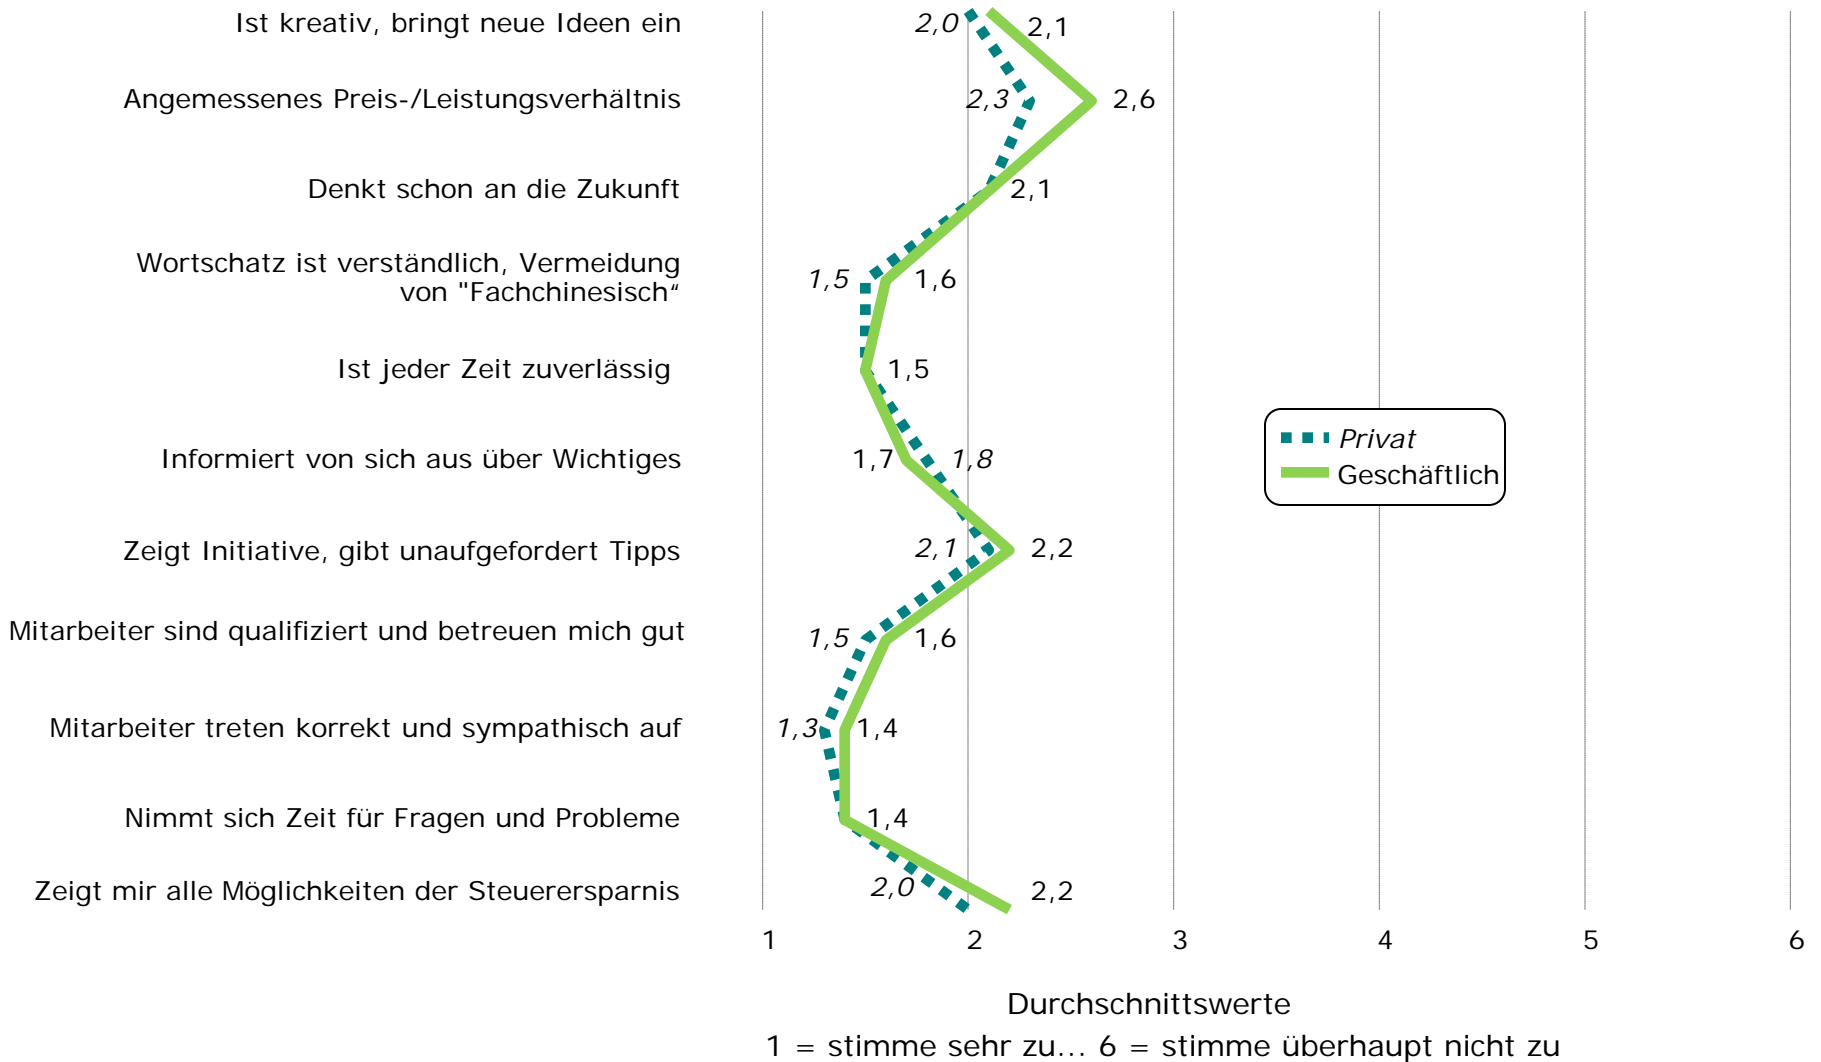 Ist kreativ, bringt neue Ideen ein
2,0
2,1
Angemessenes Preis-/Leistungsverhältnis
2,3
2,6
Denkt schon an die Zukunft
2,1
Wortschatz ist verständlich, Vermeidung
von "Fachchinesisch“
1,5
1,6
Ist jeder Zeit zuverlässig
1,5
Informiert von sich aus über Wichtiges
1,7
1,8
Privat
Geschäftlich
Zeigt Initiative, gibt unaufgefordert Tipps
2,1
2,2
Mitarbeiter sind qualifiziert und betreuen mich gut
1,5
1,6
Mitarbeiter treten korrekt und sympathisch auf
1,3
1,4
Nimmt sich Zeit für Fragen und Probleme
1,4
Zeigt mir alle Möglichkeiten der Steuerersparnis
2,0
2,2
1 2 3 4 5 6
Durchschnittswerte
1 = stimme sehr zu... 6 = stimme überhaupt nicht zu